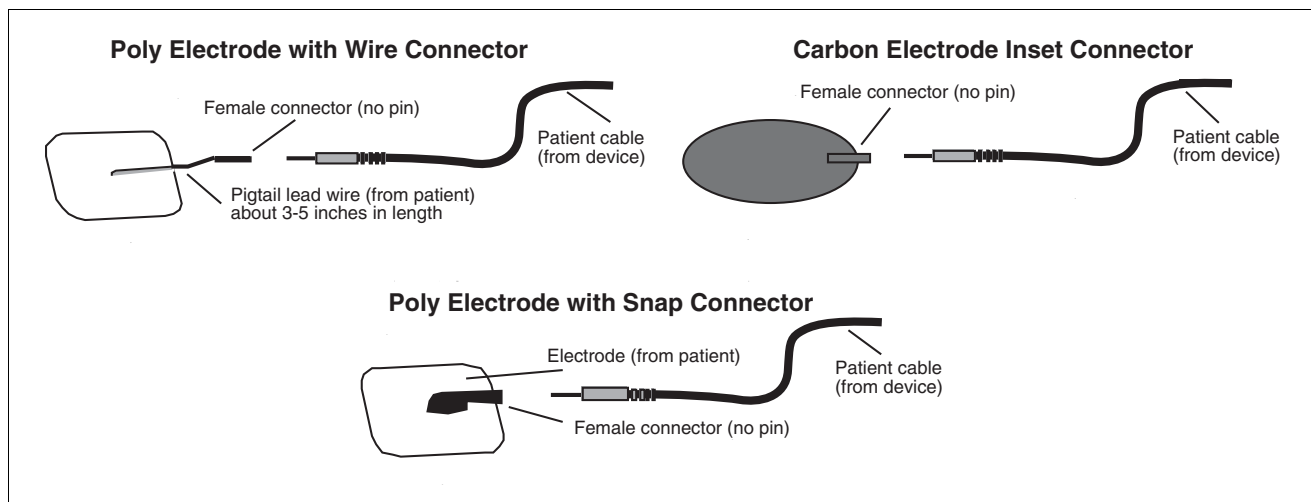 Poly Electrode with Wire Connector
Female connector (no pin)
Patient cable
(from device)
Pigtail lead wire (from patient)
about 3-5 inches in length
Carbon Electrode Inset Connector
Female connector (no pin)
Patient cable
(from device)
Poly Electrode with Snap Connector
Electrode (from patient)
Patient cable
(from device)
Female connector (no pin)